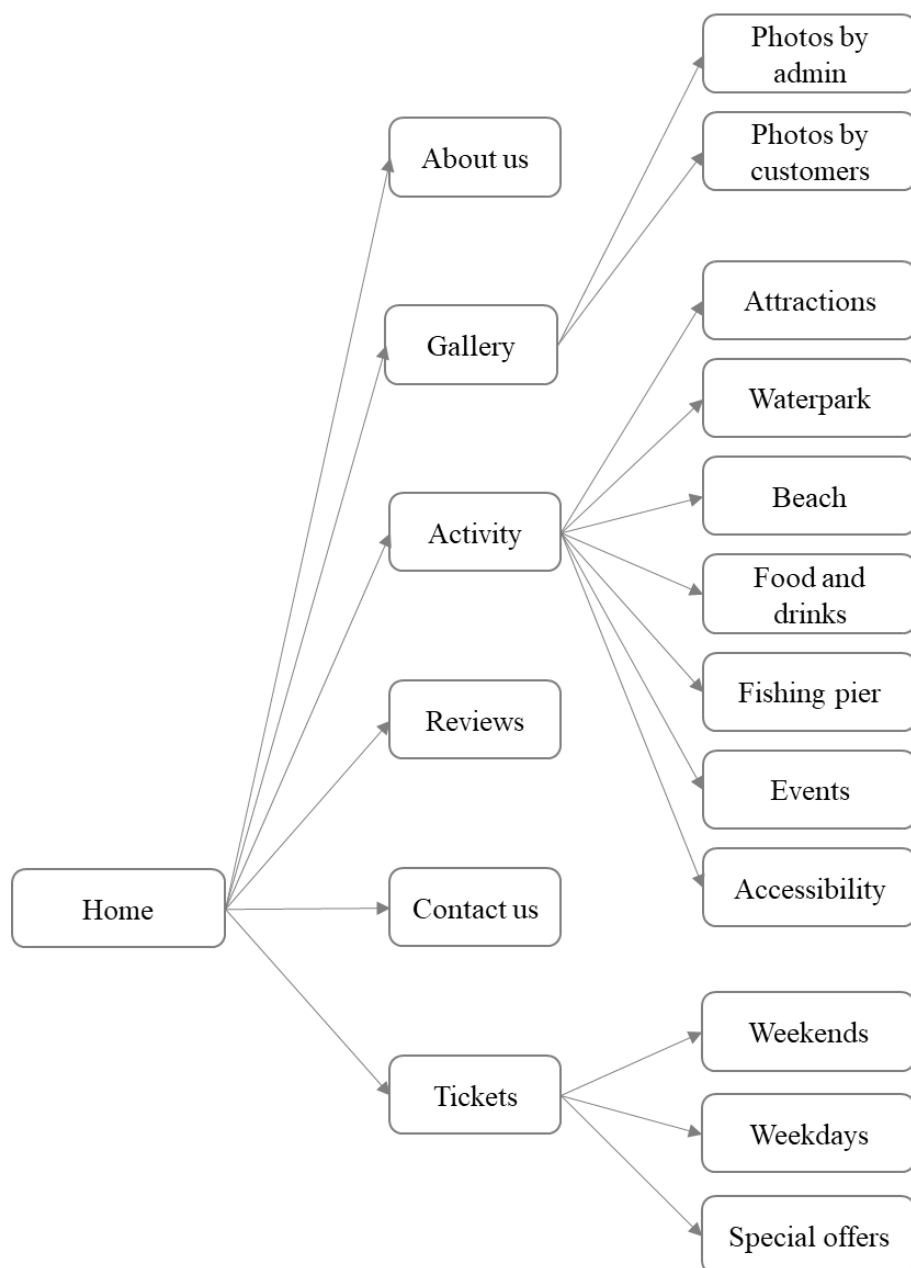 Photos by
admin
About us
Photos by
customers
Attractions
Gallery
Waterpark
Beach
Activity
Food and
drinks
Fishing pier
Reviews
Events
Accessibility
Home
Contact us
Weekends
Tickets
Weekdays
Special offers